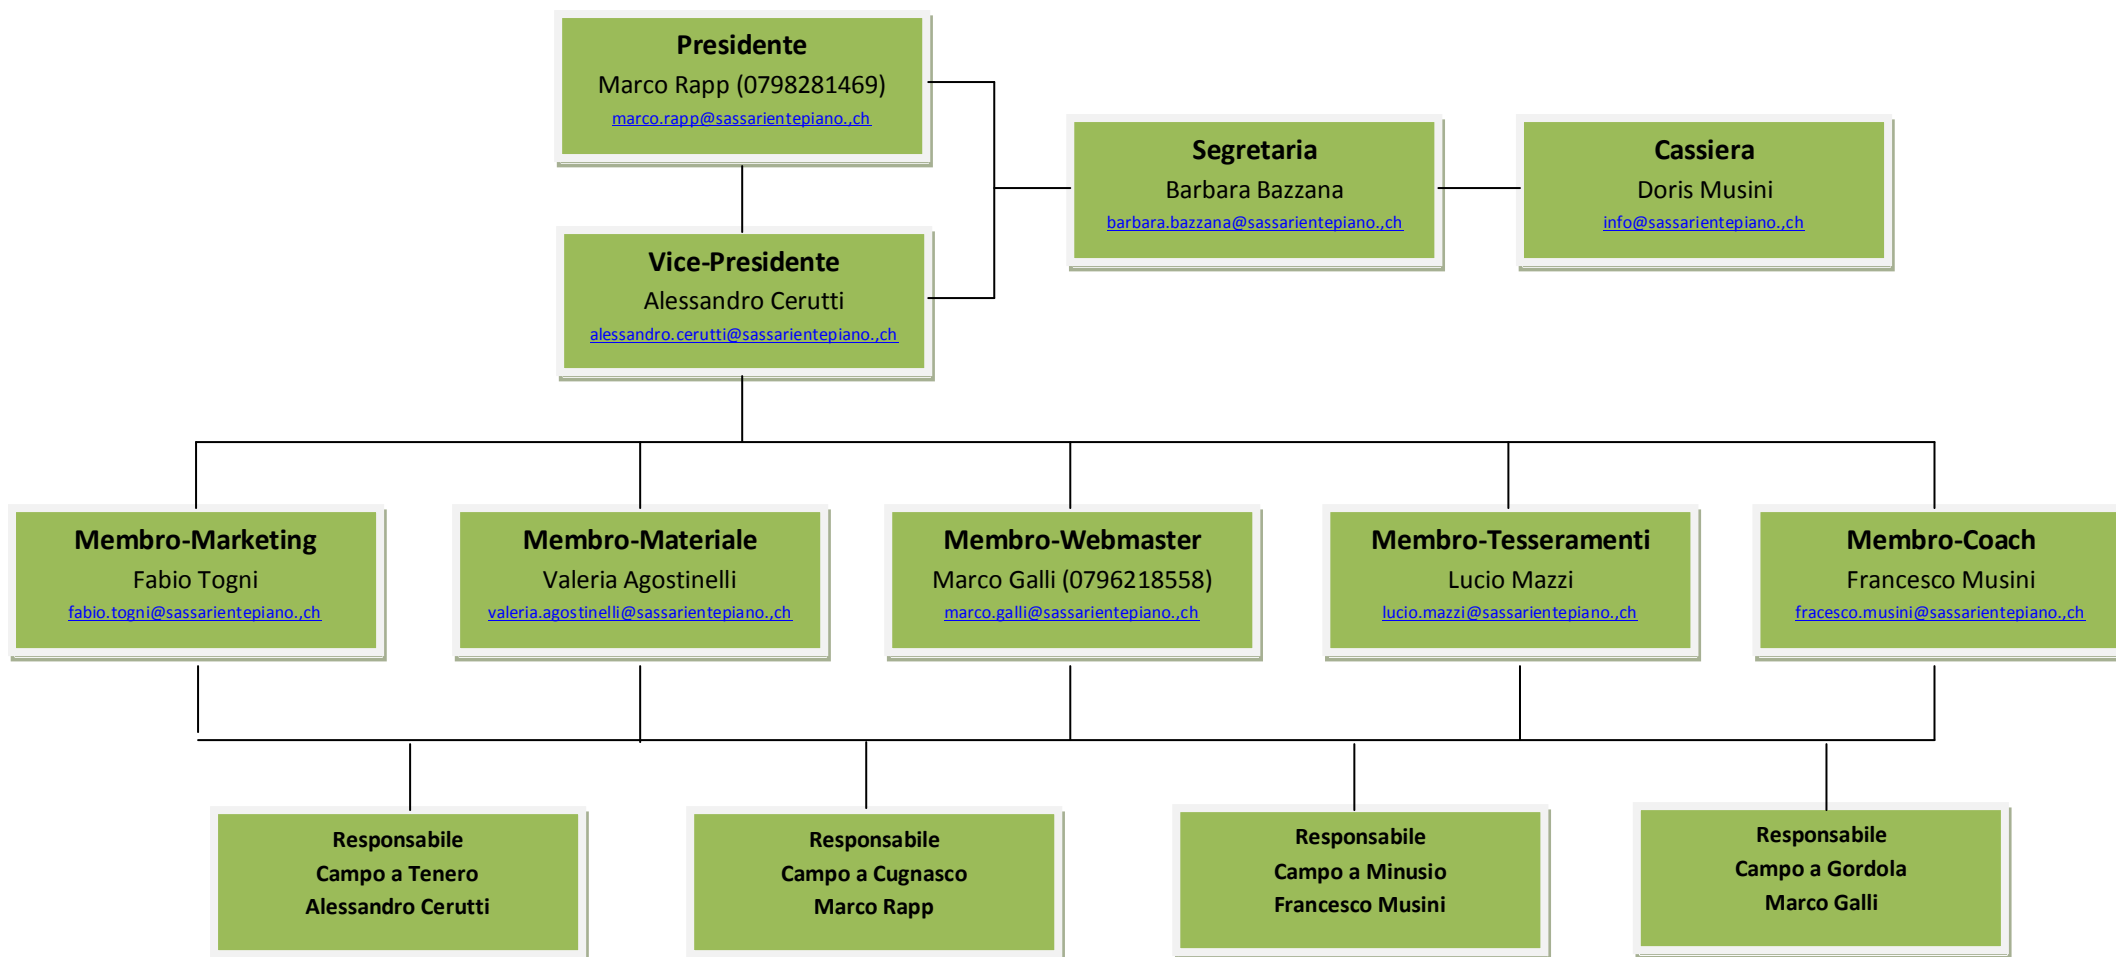 Presidente
Marco Rapp (0798281469)
marco.rapp@sassarientepiano.,ch
Segretaria
Barbara Bazzana
barbara.bazzana@sassarientepiano.,ch
Cassiera
Doris Musini
info@sassarientepiano.,ch
Vice-Presidente
Alessandro Cerutti
alessandro.cerutti@sassarientepiano.,ch
Membro-Marketing
Fabio Togni
fabio.togni@sassarientepiano.,ch
Membro-Materiale
Valeria Agostinelli
valeria.agostinelli@sassarientepiano.,ch
Membro-Webmaster
Marco Galli (0796218558)
marco.galli@sassarientepiano.,ch
Membro-Tesseramenti
Lucio Mazzi
lucio.mazzi@sassarientepiano.,ch
Membro-Coach
Francesco Musini
fracesco.musini@sassarientepiano.,ch
Responsabile
Campo a Tenero
Alessandro Cerutti
Responsabile
Campo a Cugnasco
Marco Rapp
Responsabile
Campo a Minusio
Francesco Musini
Responsabile
Campo a Gordola
Marco Galli